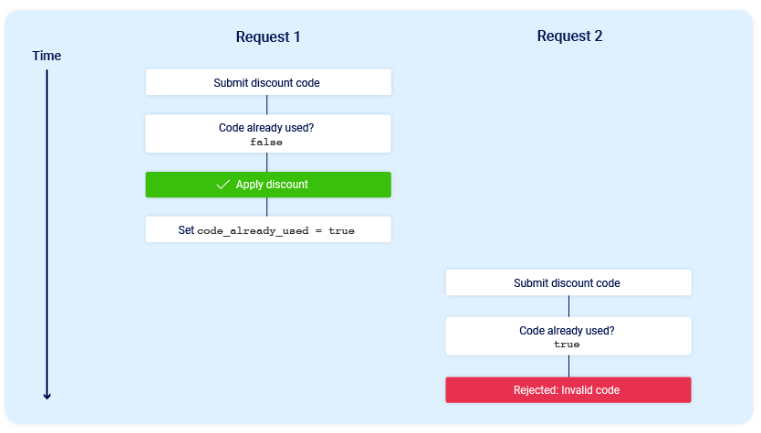 Request 1
Request 2
Time
Submit discount code
Code already used?
false
Apply discount
Set code_already_used = true
Submit discount code
Code already used?
true
Rejected: Invalid code